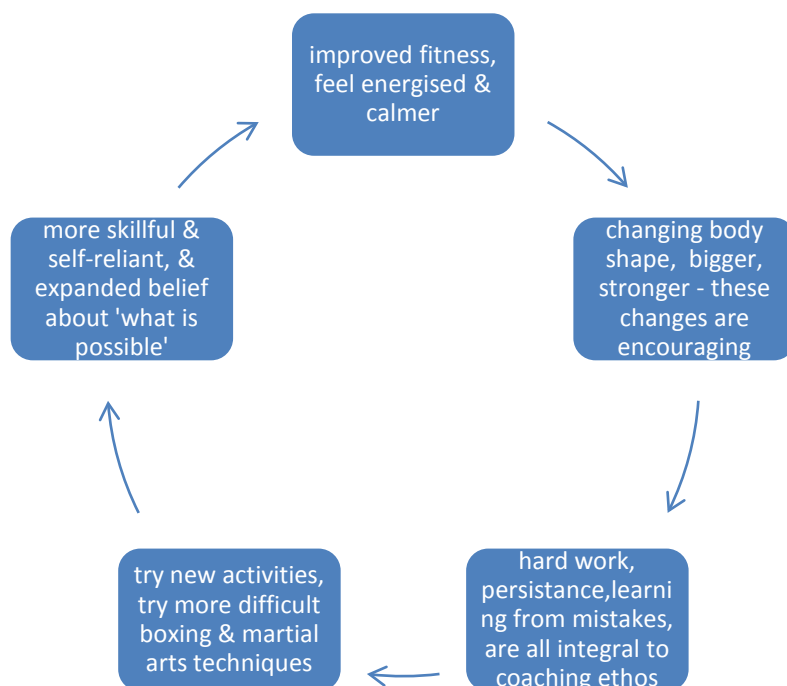 improved fitness,
feel energised &
calmer
changing body
shape,  bigger,
stronger - these
changes are
encouraging
hard work,
persistance,learni
ng from mistakes,
are all integral to
coaching ethos
try new activities,
try more difficult
boxing & martial
arts techniques
more skillful &
self-reliant, &
expanded belief
about 'what is
possible'